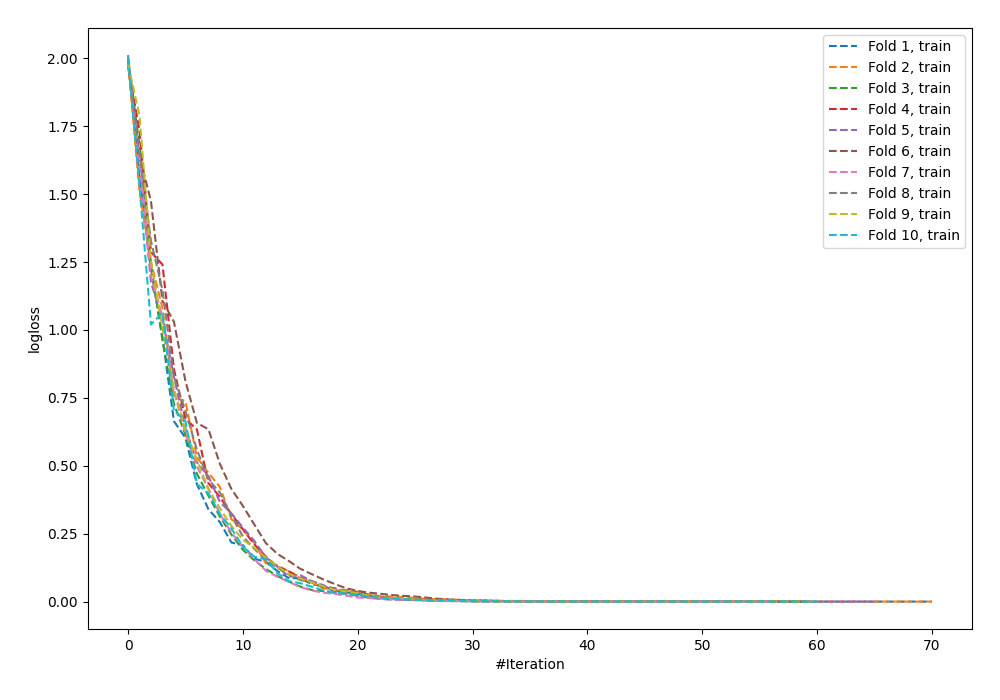 2.00
1.75
1.50
1.25
1.00
0.75
0.50
0.25
0.00
logloss
0 10 20 30 40 50 60 70
#Iteration
Fold 1, train
Fold 2, train
Fold 3, train
Fold 4, train
Fold 5, train
Fold 6, train
Fold 7, train
Fold 8, train
Fold 9, train
Fold 10, train